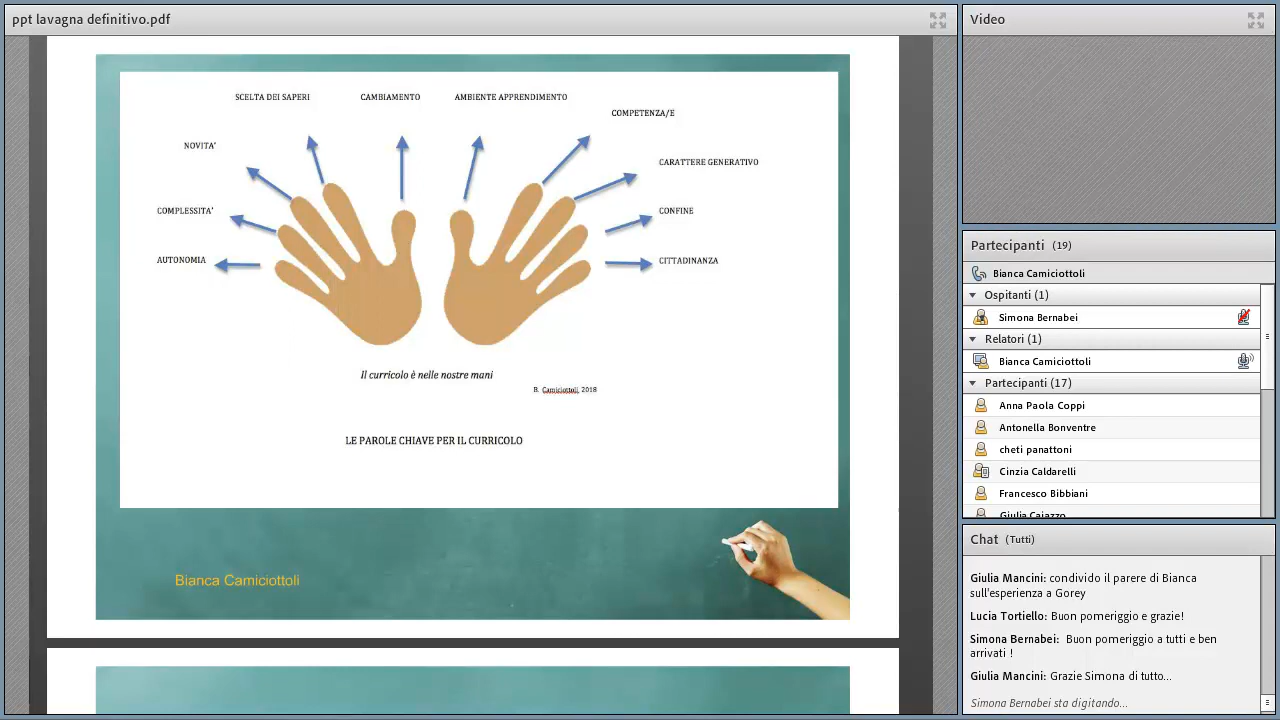 ppt lavagna definitivo.pdf
SCELTA DEI SAPERI
CAMBIAMENTO
AMBIENTE APPRENDIMENTO
COMPETENZA/E
NOVITA'
CARATTERE GENERATIVO
COMPLESSITA'
CONFINE
AUTONOMIA
CITTADINANZA
Il curricolo è nelle nostre mani
B. Camiciottoli, 2018
LE PAROLE CHIAVE PER IL CURRICOLO
Bianca Camiciottoli
Video
Partecipanti (19)
Bianca Camiciottoli
Ospitanti (1)
Simona Bernabei
Relatori (1)
Bianca Camiciottoli
Partecipanti (17)
Anna Paola Coppi
Antonella Bonventre
cheti panattoni
Cinzia Caldarelli
Francesco Bibbiani
Giulia Caiazzo
Chat (Tutti)
Giulia Mancini: condivido il parere di Bianca
sull'esperienza a Gorey
Lucia Tortiello: Buon pomeriggio e grazie!
Simona Bernabei: Buon pomeriggio a tutti e ben
arrivati !
Giulia Mancini: Grazie Simona di tutto...
Simona Bernabei sta digitando...